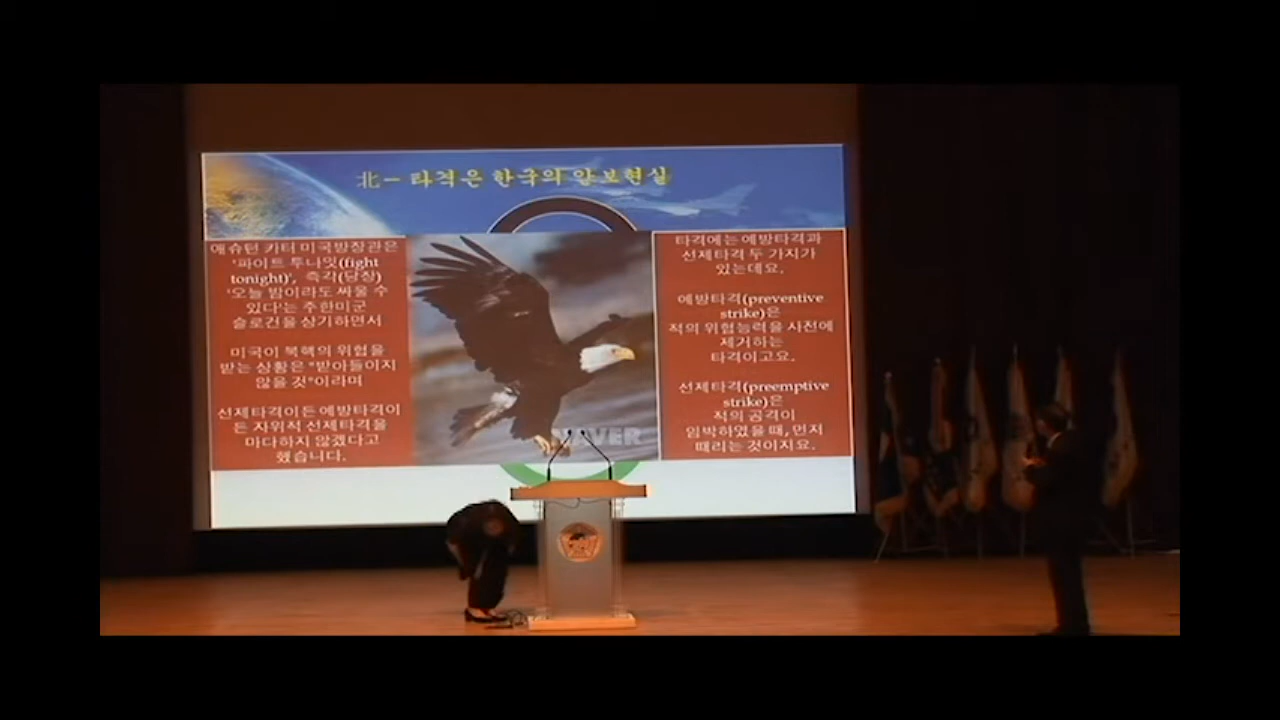 北- 타격은 한국의 안보현실
애슈턴 카터 미국방장관은
'파이트 투나잇(fight
tonight)', 즉각(당장)
'오늘 밤이라도 싸울 수
있다'는 주한미군
슬로건을 상기하면서
미국이 북핵의 위협을
받는 상황은 "받아들이지
않을 것"이라며
선제타격이든 예방타격이
든 자위적 선제타격을
마다하지 않겠다고
했습니다.
NAVER
타격에는 예방타격과
선제타격 두 가지가
있는데요.
예방타격(preventive
strike)은
적의 위협능력을 사전에
제거하는
타격이고요.
선제타격(preemptive
strike)은
적의 공격이
임박하였을 때, 먼저
때리는 것이지요.